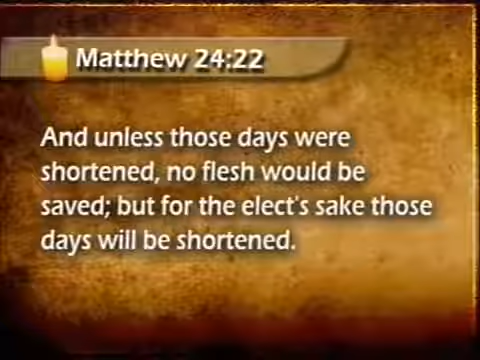 Matthew 24:22
And unless those days were
shortened, no flesh would be
saved; but for the elect's sake those
days will be shortened.